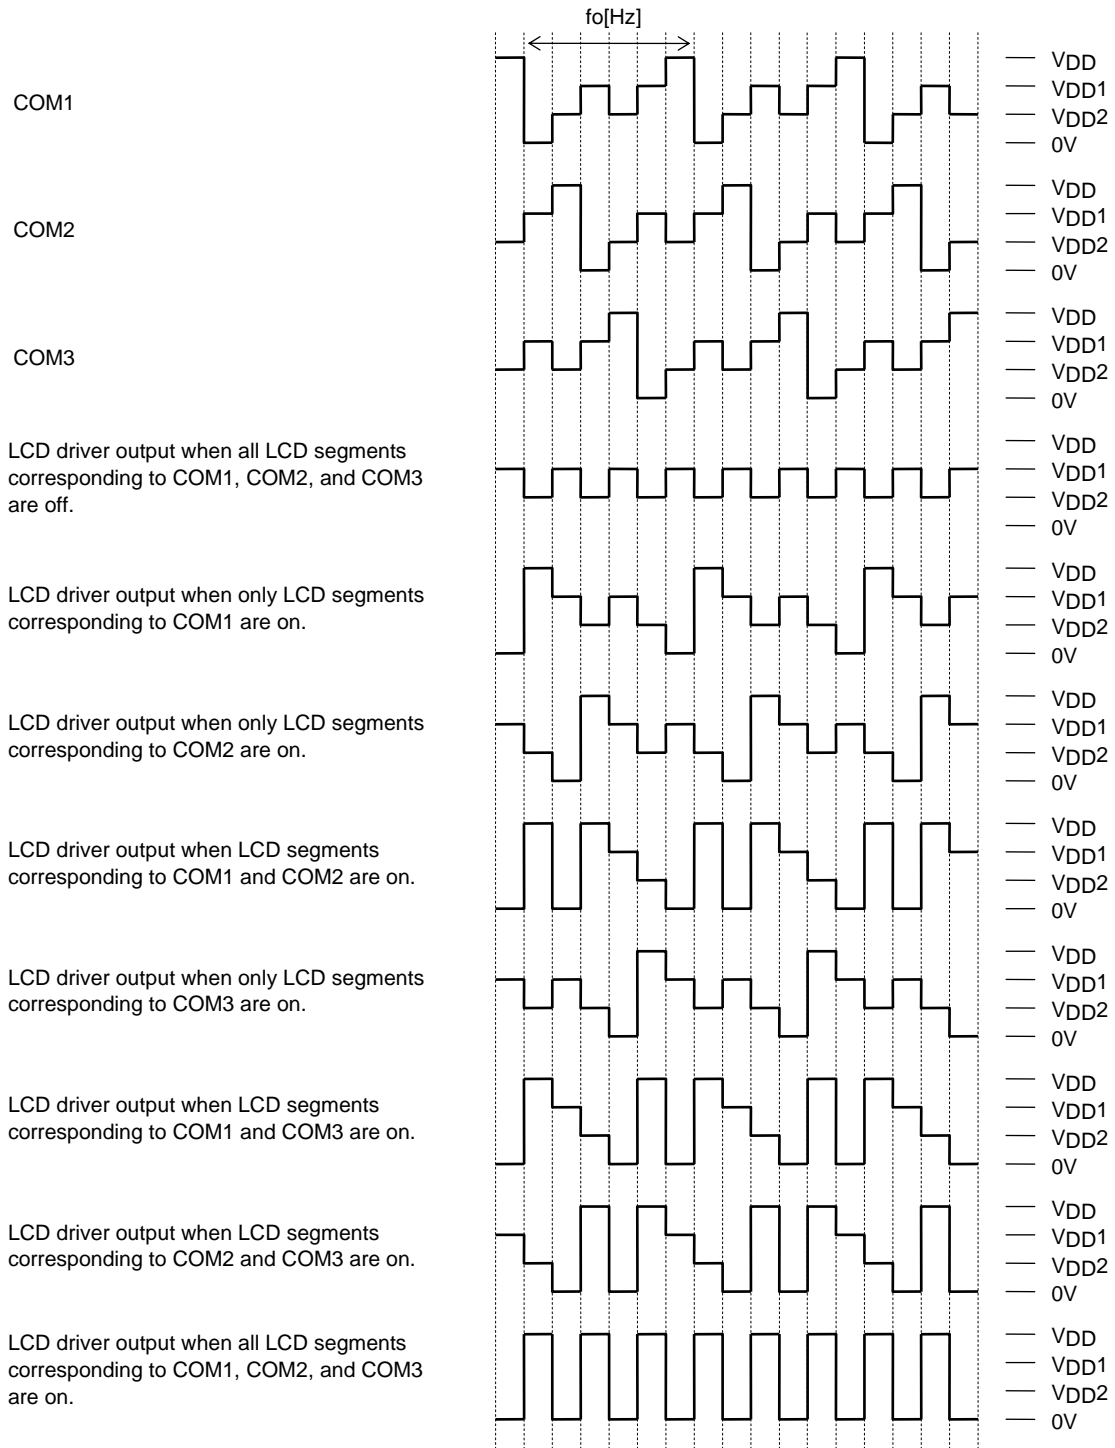 fo[Hz]
COM1
VDD
VDD1
VDD2
0V
COM2
VDD
VDD1
VDD2
0V
COM3
VDD
VDD1
VDD2
0V
LCD driver output when all LCD segments
corresponding to COM1, COM2, and COM3
are off.
VDD
VDD1
VDD2
0V
LCD driver output when only LCD segments
corresponding to COM1 are on.
VDD
VDD1
VDD2
0V
LCD driver output when only LCD segments
corresponding to COM2 are on.
VDD
VDD1
VDD2
0V
LCD driver output when LCD segments
corresponding to COM1 and COM2 are on.
VDD
VDD1
VDD2
0V
LCD driver output when only LCD segments
corresponding to COM3 are on.
VDD
VDD1
VDD2
0V
LCD driver output when LCD segments
corresponding to COM1 and COM3 are on.
VDD
VDD1
VDD2
0V
LCD driver output when LCD segments
corresponding to COM2 and COM3 are on.
VDD
VDD1
VDD2
0V
LCD driver output when all LCD segments
corresponding to COM1, COM2, and COM3
are on.
VDD
VDD1
VDD2
0V